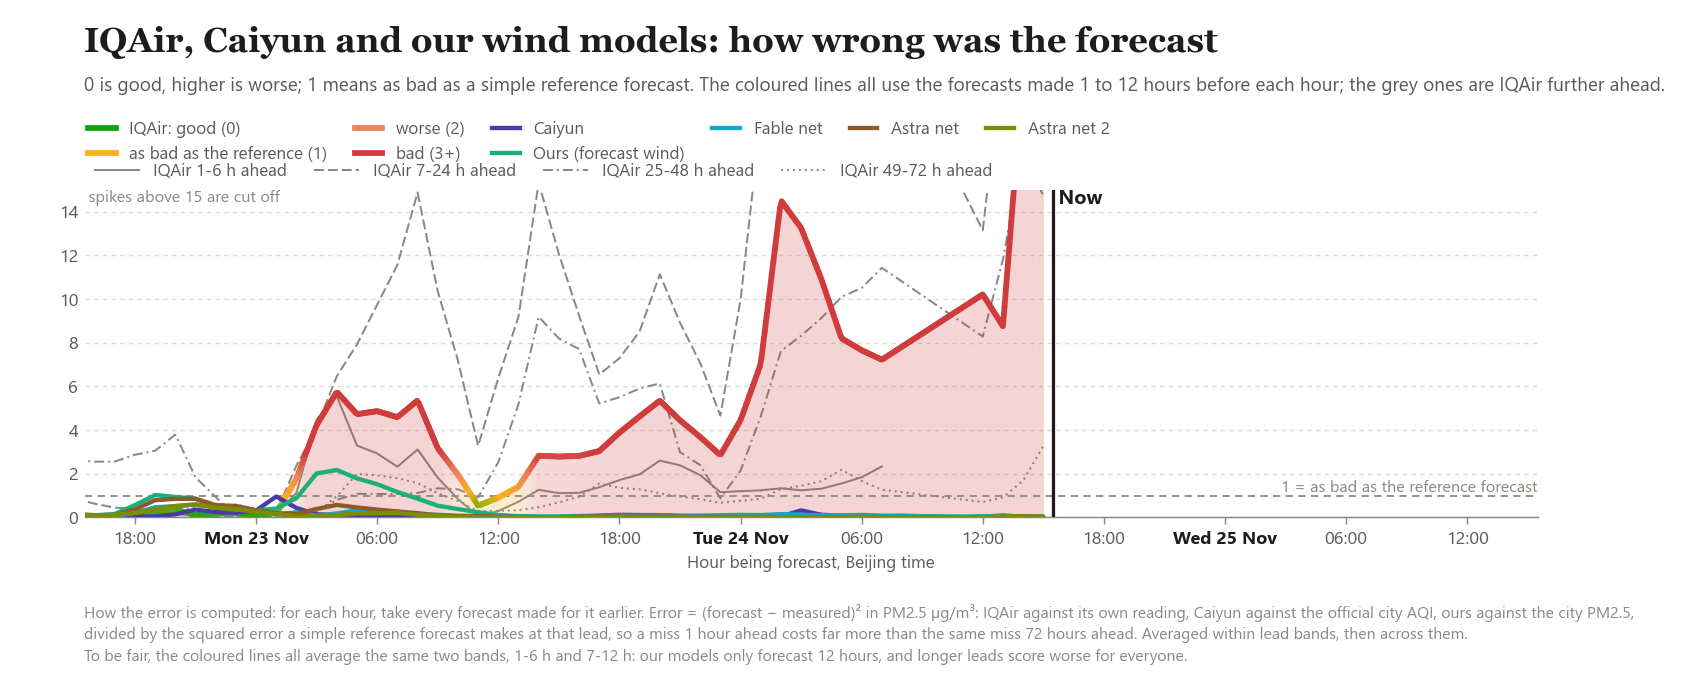 IQAir, Caiyun and our wind models: how wrong was the forecast
0 is good, higher is worse; 1 means as bad as a simple reference forecast. The coloured lines all use the forecasts made 1 to 12 hours before each hour; the grey ones are IQAir further ahead.
IQAir: good (0) worse (2) Caiyun Fable net Astra net Astra net 2
as bad as the reference (1) bad (3+) Ours (forecast wind)
IQAir 1-6 h ahead IQAir 7-24 h ahead IQAir 25-48 h ahead IQAir 49-72 h ahead
spikes above 15 are cut off
Now
14
12
10
8
6
4
2
1 = as bad as the reference forecast
0
18:00 Mon 23 Nov 06:00 12:00 18:00 Tue 24 Nov 06:00 12:00 18:00 Wed 25 Nov 06:00 12:00
Hour being forecast, Beijing time
How the error is computed: for each hour, take every forecast made for it earlier. Error = (forecast − measured)² in PM2.5 µg/m³: IQAir against its own reading, Caiyun against the official city AQI, ours against the city PM2.5,
divided by the squared error a simple reference forecast makes at that lead, so a miss 1 hour ahead costs far more than the same miss 72 hours ahead. Averaged within lead bands, then across them.
To be fair, the coloured lines all average the same two bands, 1-6 h and 7-12 h: our models only forecast 12 hours, and longer leads score worse for everyone.